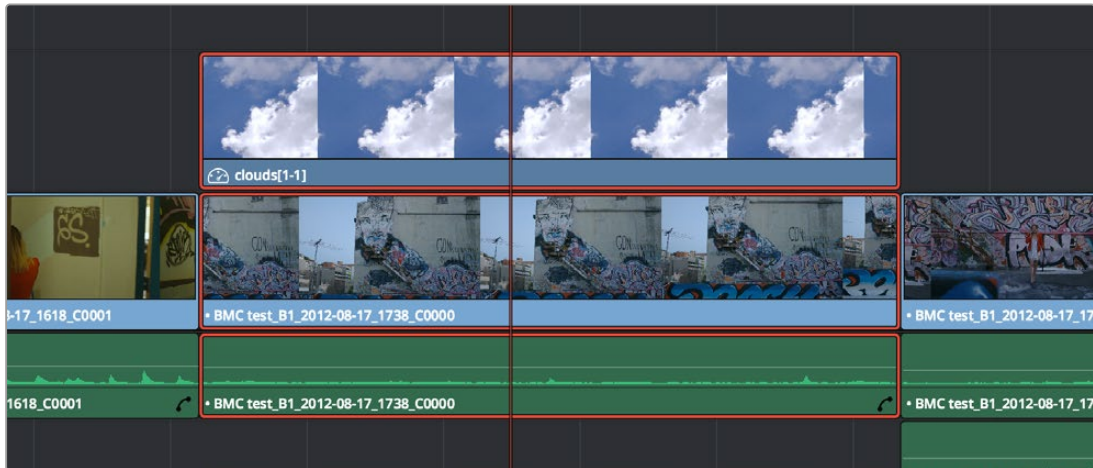 clouds[1-1]
3-17_1618_C0001
• BMC test_B1_2012-08-17_1738_C0000
• BMC test_B1_2012-08-17_17
1618_C0001
• BMC test_B1_2012-08-17_1738_C0000
• BMC test_B1_2012-08-17_17